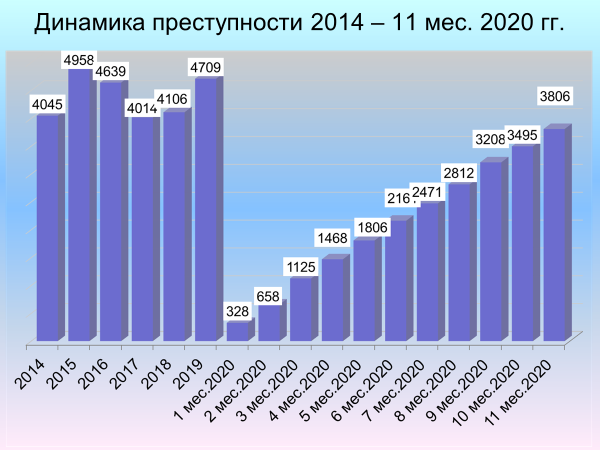 Динамика преступности 2014 – 11 мес. 2020 гг.
4045
4958
4639
4014
4106
4709
328
658
1125
1468
1806
2471
2812
3208
3495
3806
2014
2015
2016
2017
2018
2019
1 мес.2020
2 мес.2020
3 мес.2020
4 мес.2020
5 мес.2020
6 мес.2020
7 мес.2020
8 мес.2020
9 мес.2020
10 мес.2020
11 мес.2020